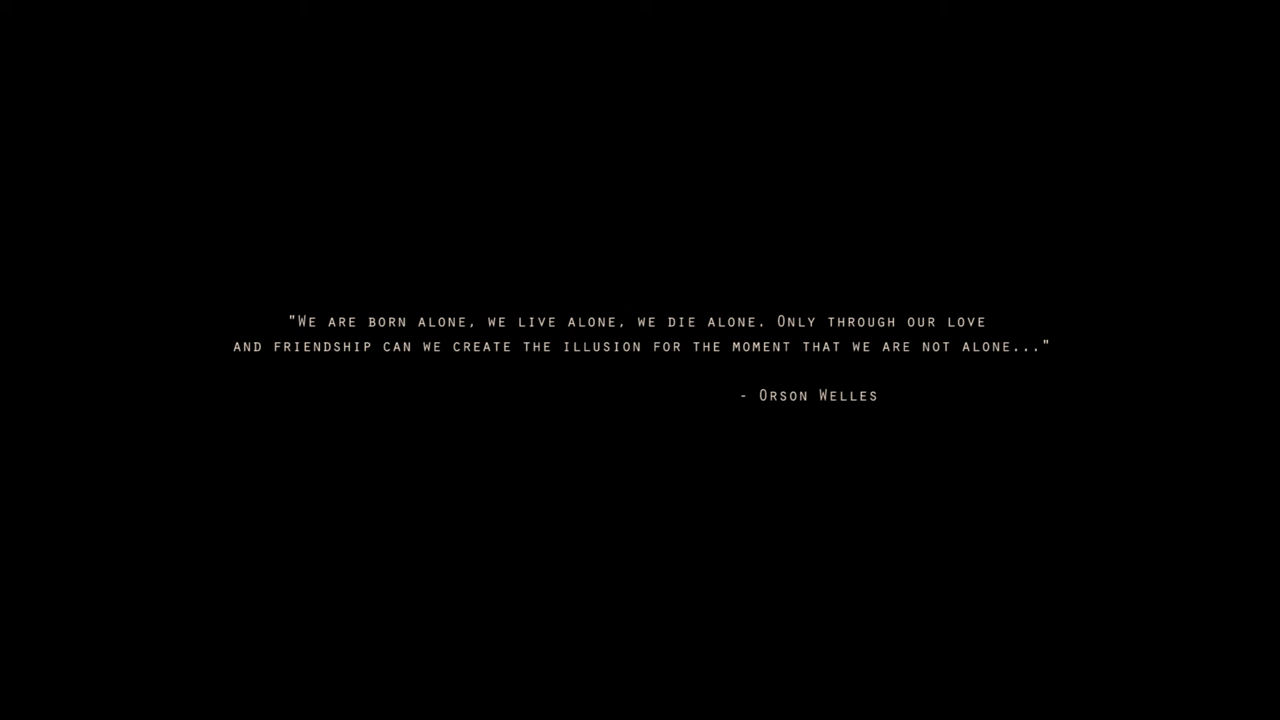 "We are born alone, we live alone, we die alone. Only through our love
and friendship can we create the illusion for the moment that we are not alone..."
- Orson Welles